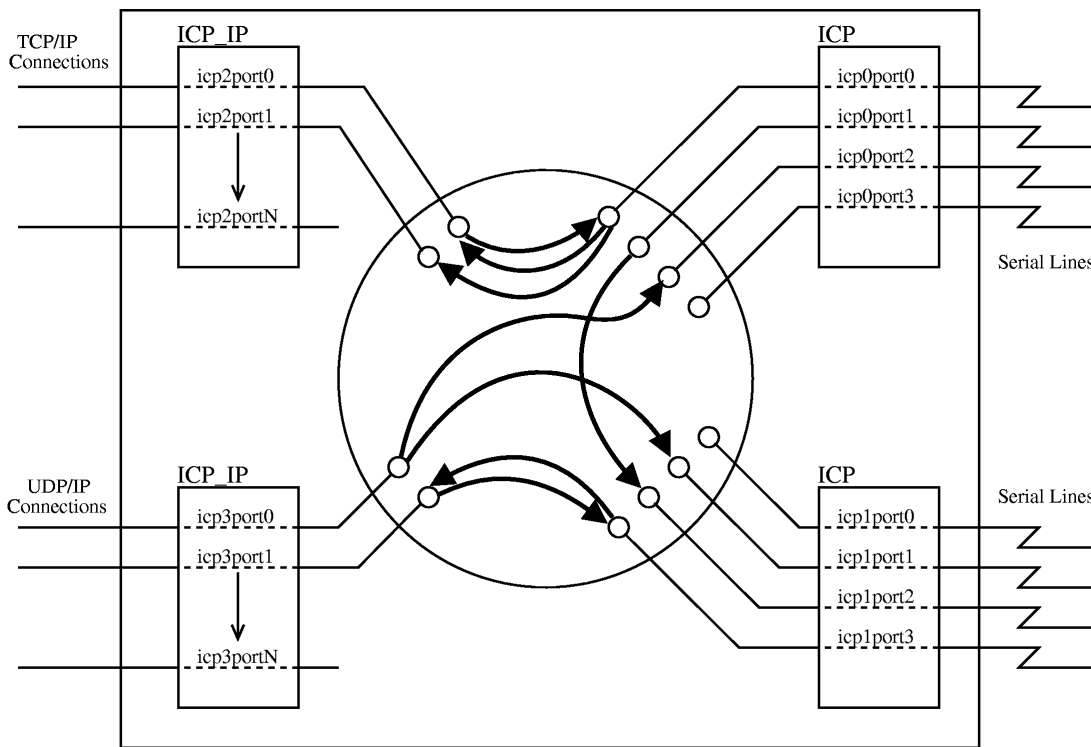 TCP/IP
Connections
ICP_IP
icp2port0
icp2port1
icp2portN
ICP
icp0port0
icp0port1
icp0port2
icp0port3
Serial Lines
UDP/IP
Connections
ICP_IP
icp3port0
icp3port1
icp3portN
ICP
icp1port0
icp1port1
icp1port2
icp1port3
Serial Lines